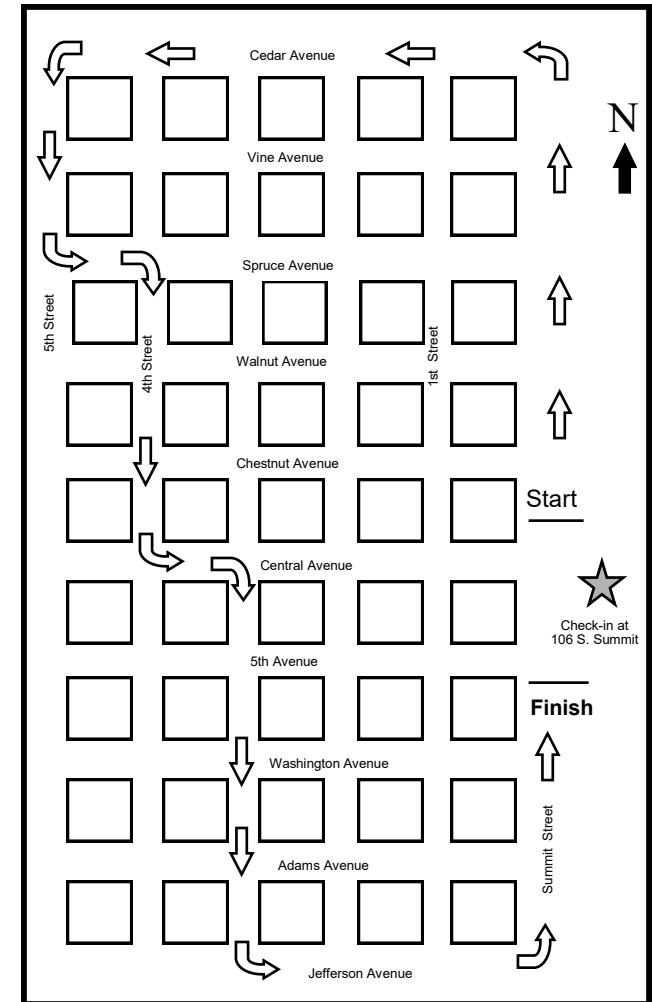 Cedar Avenue
N
Vine Avenue
Spruce Avenue
5th Street
4th Street
1st Street
Walnut Avenue
Chestnut Avenue
Start
Central Avenue
Check-in at
106 S. Summit
5th Avenue
Finish
Washington Avenue
Summit Street
Adams Avenue
Jefferson Avenue